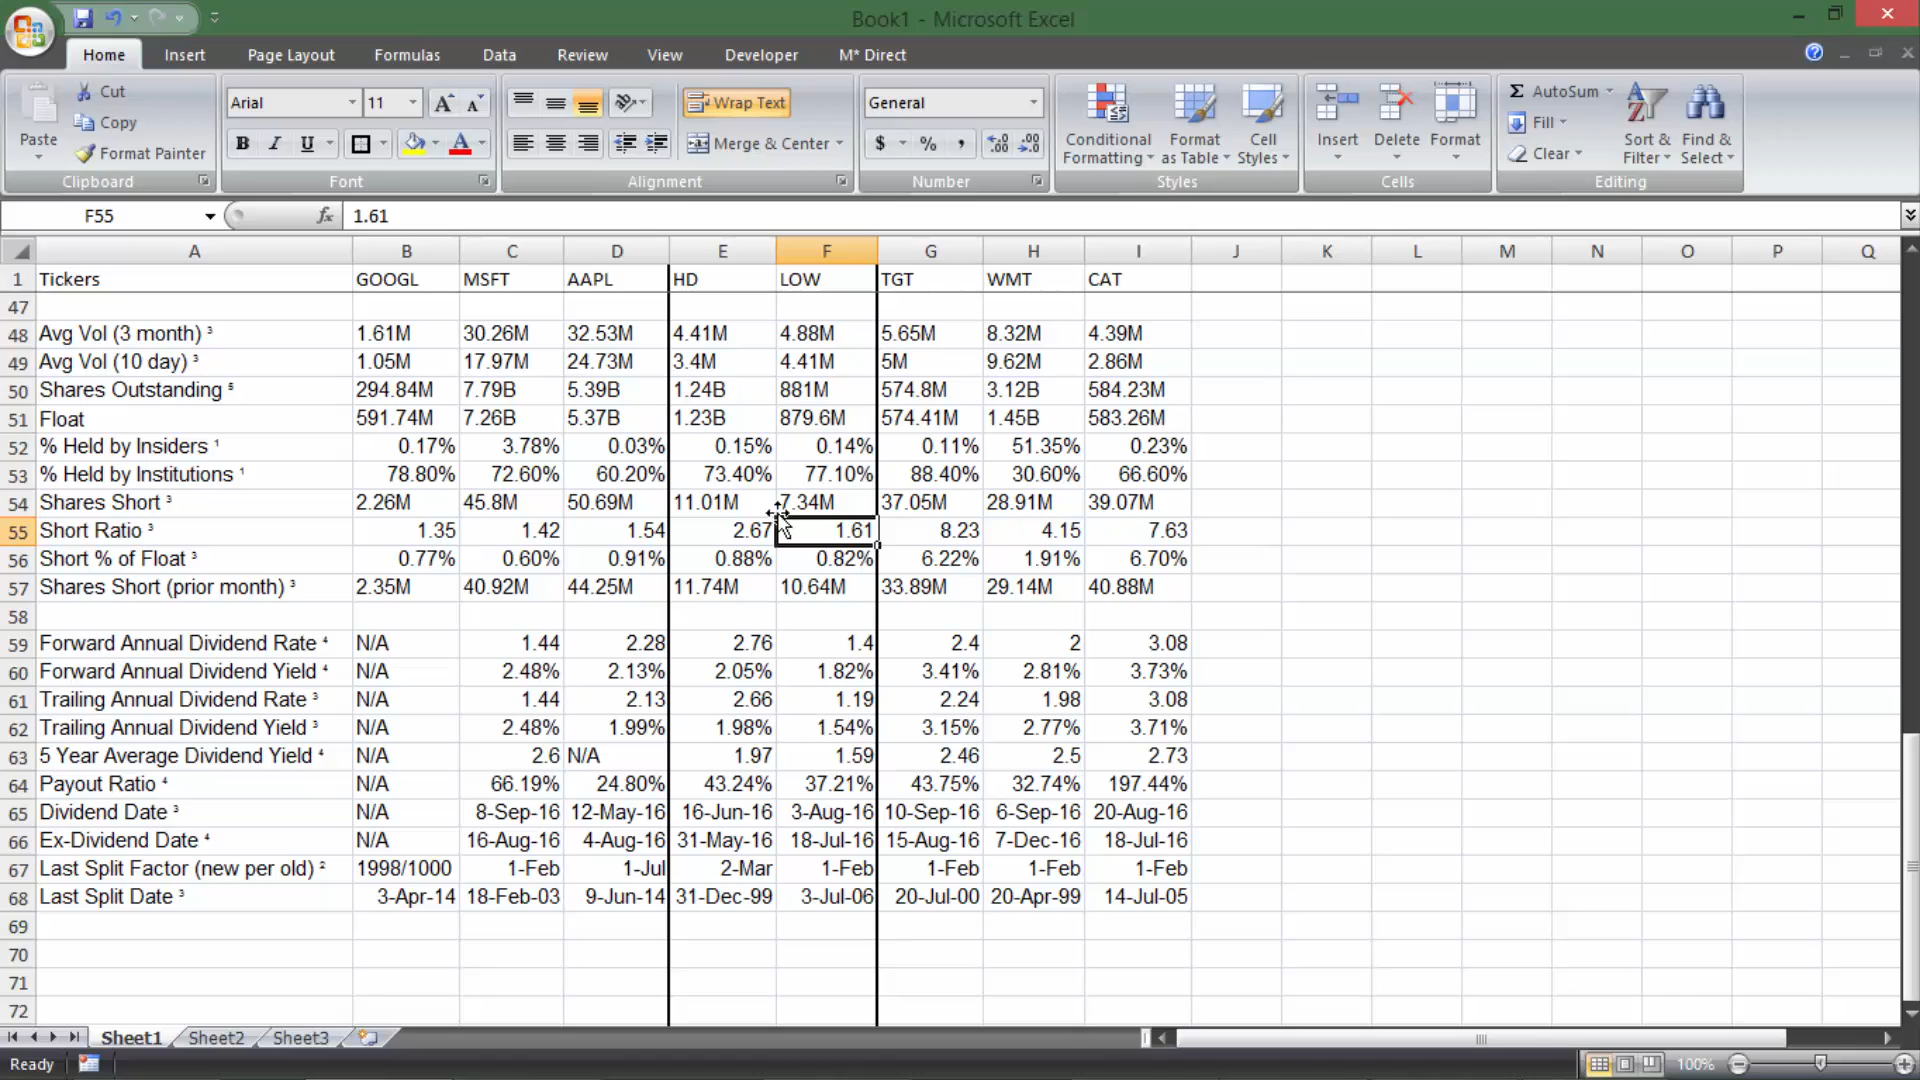 Book1 - Microsoft Excel
Home Insert Page Layout Formulas Data Review View Developer M* Direct
Cut
Copy
Format Painter
Paste
Clipboard
Arial 11
B I U
Font
Wrap Text
Merge & Center
Alignment
General
$ % ,
Number
Conditional Formatting
Format as Table
Cell Styles
Styles
Insert Delete Format
Cells
Σ AutoSum
Fill
Clear
Sort & Filter
Find & Select
Editing
F55 fx 1.61
A B C D E F G H I J K L M N O P Q
1 Tickers GOOGL MSFT AAPL HD LOW TGT WMT CAT
47
48 Avg Vol (3 month) ³ 1.61M 30.26M 32.53M 4.41M 4.88M 5.65M 8.32M 4.39M
49 Avg Vol (10 day) ³ 1.05M 17.97M 24.73M 3.4M 4.41M 5M 9.62M 2.86M
50 Shares Outstanding ⁵ 294.84M 7.79B 5.39B 1.24B 881M 574.8M 3.12B 584.23M
51 Float 591.74M 7.26B 5.37B 1.23B 879.6M 574.41M 1.45B 583.26M
52 % Held by Insiders ¹ 0.17% 3.78% 0.03% 0.15% 0.14% 0.11% 51.35% 0.23%
53 % Held by Institutions ¹ 78.80% 72.60% 60.20% 73.40% 77.10% 88.40% 30.60% 66.60%
54 Shares Short ³ 2.26M 45.8M 50.69M 11.01M 7.34M 37.05M 28.91M 39.07M
55 Short Ratio ³ 1.35 1.42 1.54 2.67 1.61 8.23 4.15 7.63
56 Short % of Float ³ 0.77% 0.60% 0.91% 0.88% 0.82% 6.22% 1.91% 6.70%
57 Shares Short (prior month) ³ 2.35M 40.92M 44.25M 11.74M 10.64M 33.89M 29.14M 40.88M
58
59 Forward Annual Dividend Rate ⁴ N/A 1.44 2.28 2.76 1.4 2.4 2 3.08
60 Forward Annual Dividend Yield ⁴ N/A 2.48% 2.13% 2.05% 1.82% 3.41% 2.81% 3.73%
61 Trailing Annual Dividend Rate ³ N/A 1.44 2.13 2.66 1.19 2.24 1.98 3.08
62 Trailing Annual Dividend Yield ³ N/A 2.48% 1.99% 1.98% 1.54% 3.15% 2.77% 3.71%
63 5 Year Average Dividend Yield ⁴ N/A 2.6 N/A 1.97 1.59 2.46 2.5 2.73
64 Payout Ratio ⁴ N/A 66.19% 24.80% 43.24% 37.21% 43.75% 32.74% 197.44%
65 Dividend Date ³ N/A 8-Sep-16 12-May-16 16-Jun-16 3-Aug-16 10-Sep-16 6-Sep-16 20-Aug-16
66 Ex-Dividend Date ⁴ N/A 16-Aug-16 4-Aug-16 31-May-16 18-Jul-16 15-Aug-16 7-Dec-16 18-Jul-16
67 Last Split Factor (new per old) ² 1998/1000 1-Feb 1-Jul 2-Mar 1-Feb 1-Feb 1-Feb 1-Feb
68 Last Split Date ³ 3-Apr-14 18-Feb-03 9-Jun-14 31-Dec-99 3-Jul-06 20-Jul-00 20-Apr-99 14-Jul-05
69
70
71
72
Sheet1 Sheet2 Sheet3
Ready 100%